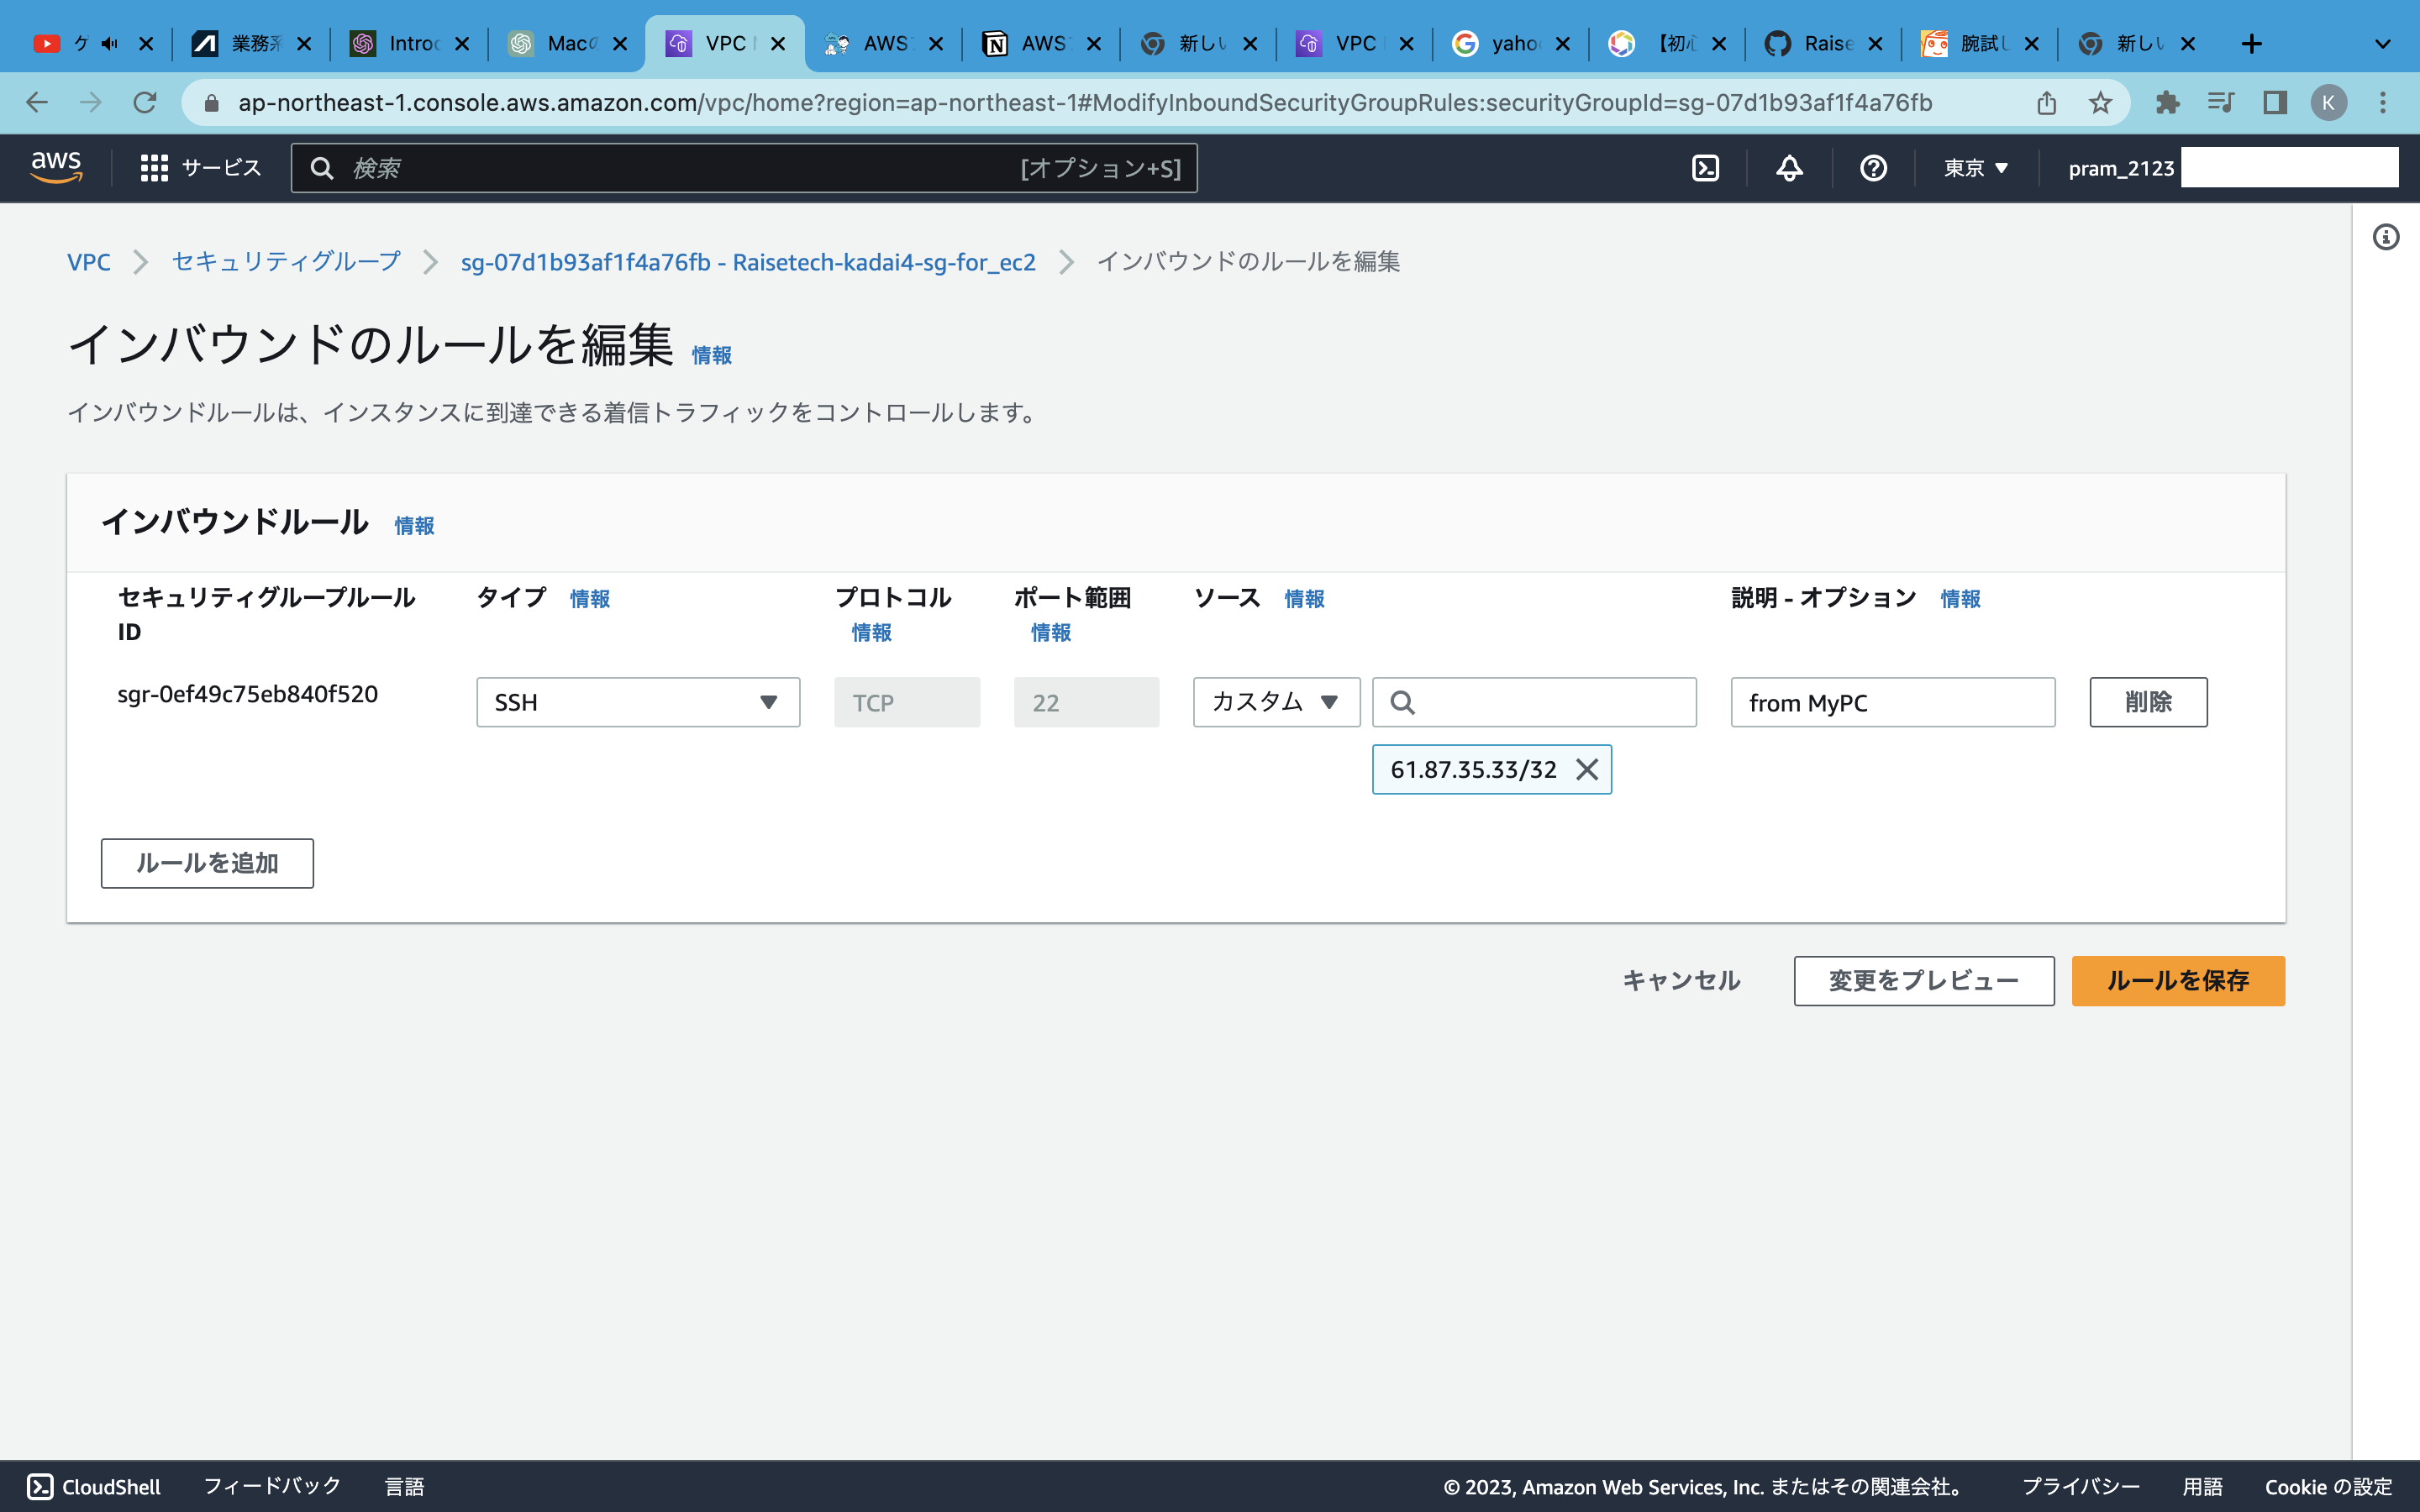 ケ 業務系 Introc Macの VPC AWS AWS 新しい VPC yaho 【初心 Raise 腕試し 新しい
ap-northeast-1.console.aws.amazon.com/vpc/home?region=ap-northeast-1#ModifyInboundSecurityGroupRules:securityGroupId=sg-07d1b93af1f4a76fb K
aws サービス 検索 [オプション+S] 東京 ▼ pram_2123
VPC セキュリティグループ sg-07d1b93af1f4a76fb - Raisetech-kadai4-sg-for_ec2 インバウンドのルールを編集
インバウンドのルールを編集 情報
インバウンドルールは、インスタンスに到達できる着信トラフィックをコントロールします。
インバウンドルール 情報
セキュリティグループルール タイプ 情報 プロトコル ポート範囲 ソース 情報 説明 - オプション 情報
ID 情報 情報
sgr-0ef49c75eb840f520 SSH TCP 22 カスタム from MyPC 削除
61.87.35.33/32
ルールを追加
キャンセル 変更をプレビュー ルールを保存
CloudShell フィードバック 言語 © 2023, Amazon Web Services, Inc. またはその関連会社。 プライバシー 用語 Cookie の設定